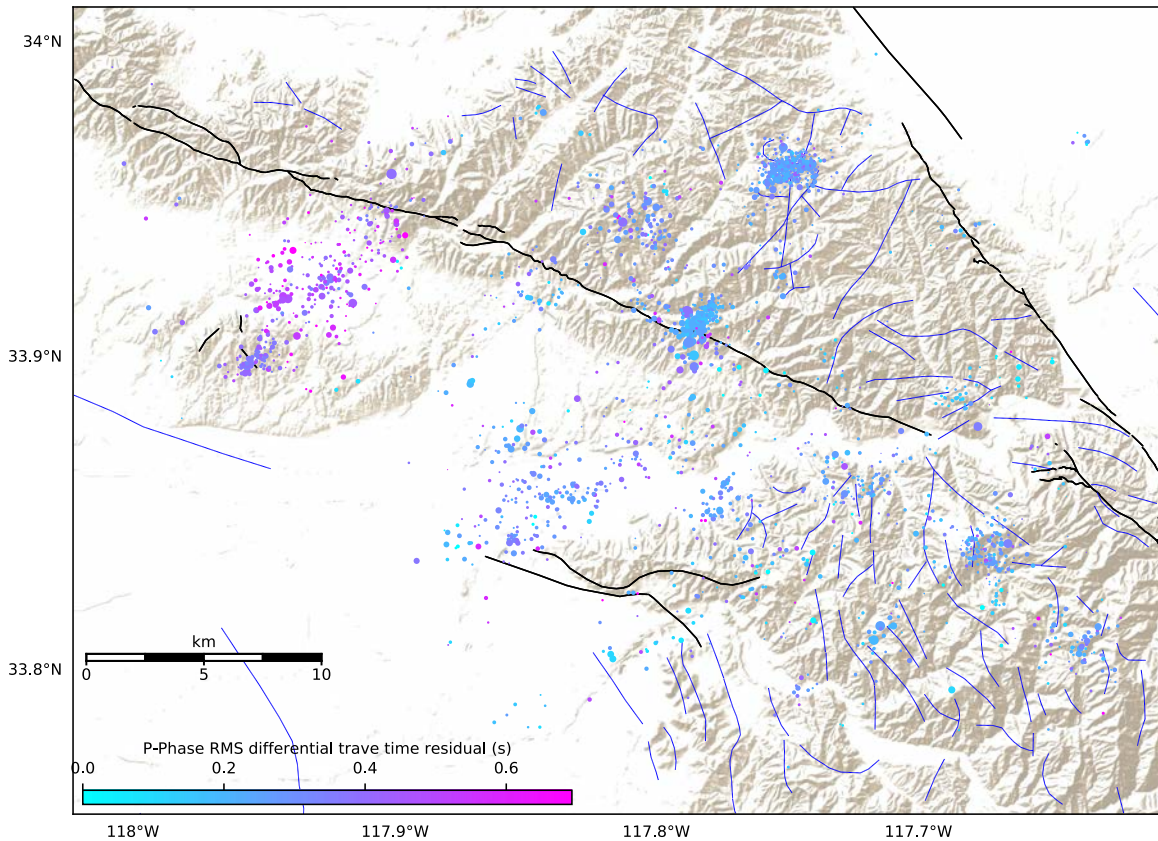 34°N
33.9°N
33.8°N
km
0 5 10
P-Phase RMS differential trave time residual (s)
0.0 0.2 0.4 0.6
118°W 117.9°W 117.8°W 117.7°W